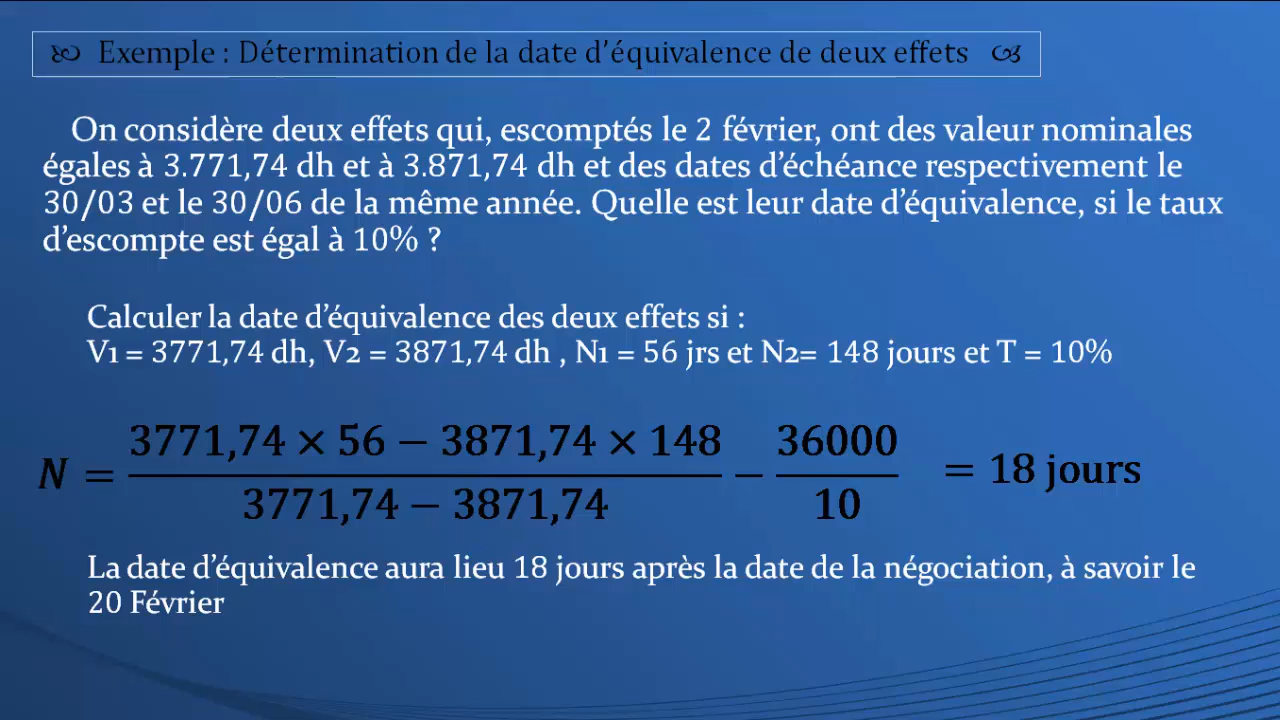 Exemple : Détermination de la date d'équivalence de deux effets
On considère deux effets qui, escomptés le 2 février, ont des valeur nominales
égales à 3.771,74 dh et à 3.871,74 dh et des dates d'échéance respectivement le
30/03 et le 30/06 de la même année. Quelle est leur date d'équivalence, si le taux
d'escompte est égal à 10% ?
Calculer la date d'équivalence des deux effets si :
V1 = 3771,74 dh, V2 = 3871,74 dh , N1 = 56 jrs et N2= 148 jours et T = 10%
3771,74 × 56 − 3871,74 × 148 36000
N = − = 18 jours
3771,74 − 3871,74 10
La date d'équivalence aura lieu 18 jours après la date de la négociation, à savoir le
20 Février